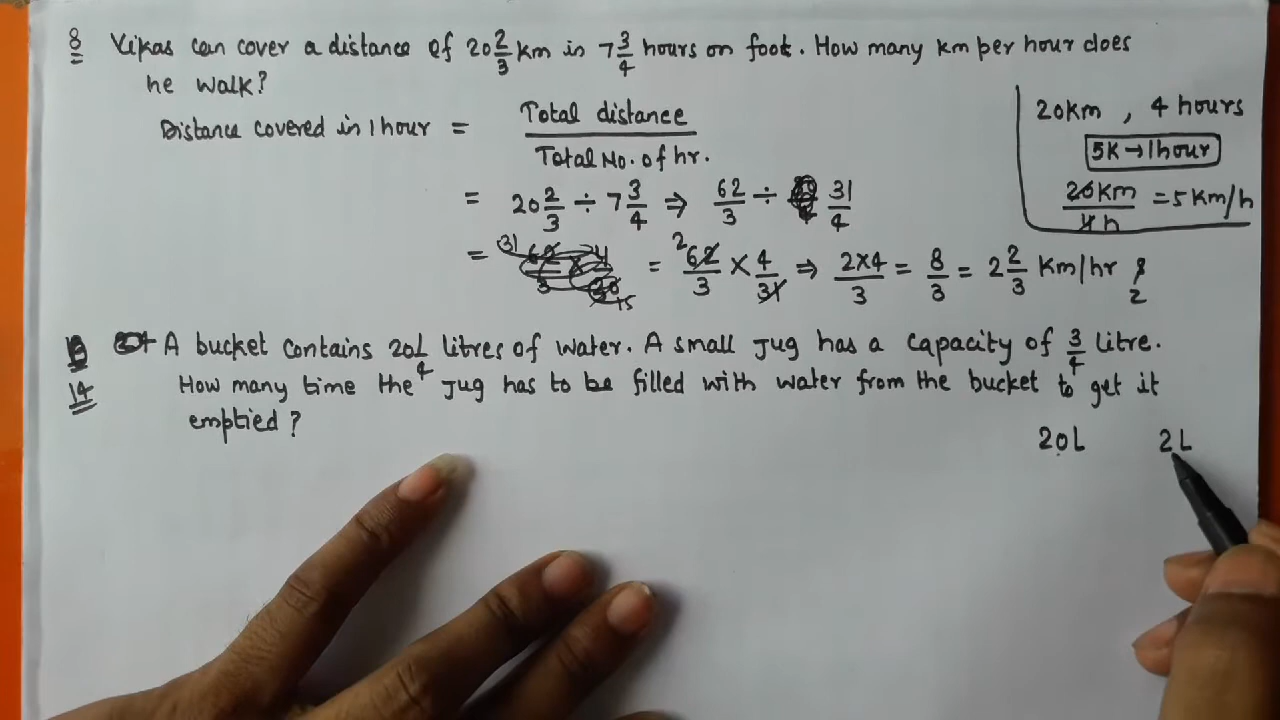 8 Vikas can cover a distance of 20 2/3 km in 7 3/4 hours on foot. How many km per hour does
he walk?
Distance covered in 1 hour = Total distance / Total No. of hr.
= 20 2/3 ÷ 7 3/4 ⇒ 62/3 ÷ 31/4
= = 62/3 × 4/31 ⇒ 2×4/3 = 8/3 = 2 2/3 Km/hr
20km , 4 hours
5K → 1 hour
20km / 4h = 5 Km/h
14 A bucket contains 20 1/4 litres of water. A small Jug has a capacity of 3/4 litre.
How many time the Jug has to be filled with water from the bucket to get it
emptied ?
20L 2L